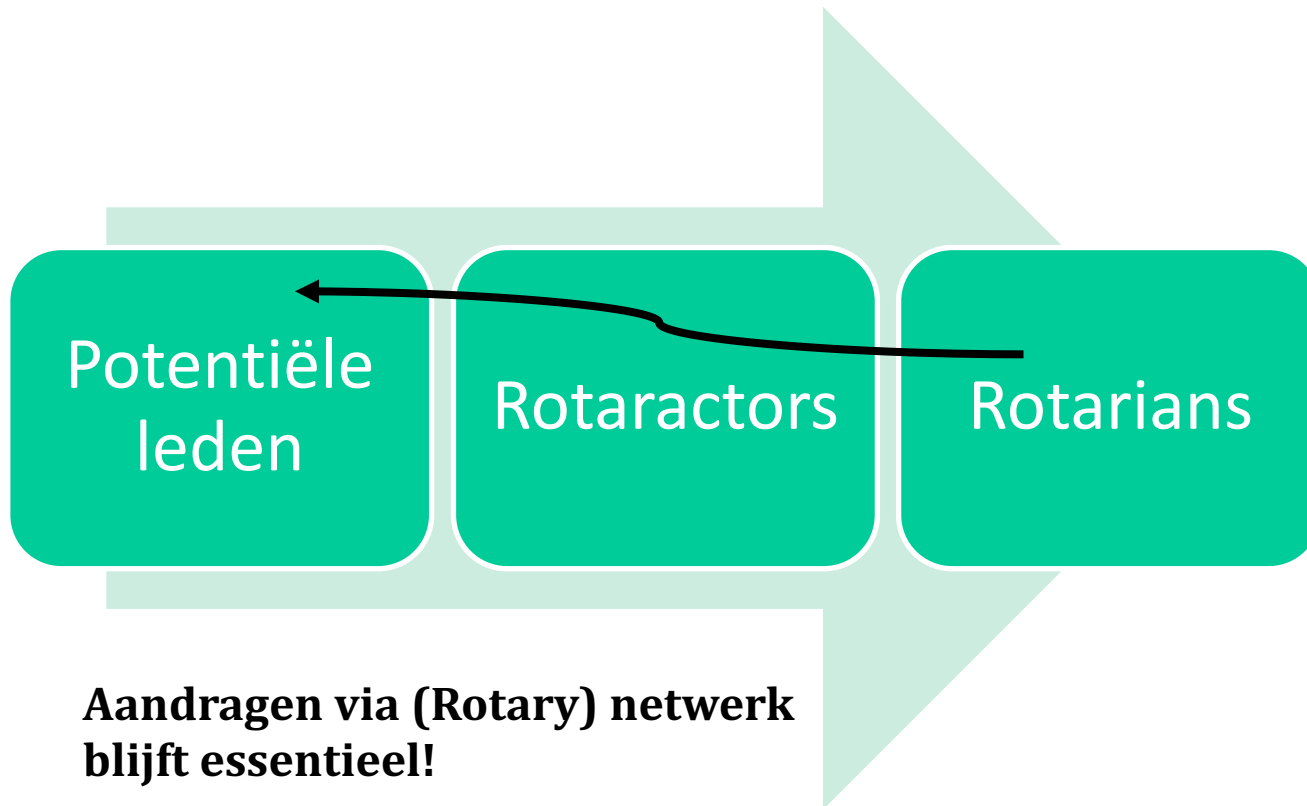 Potentiële
leden
Rotaractors
Rotarians
Aandragen via (Rotary) netwerk
blijft essentieel!